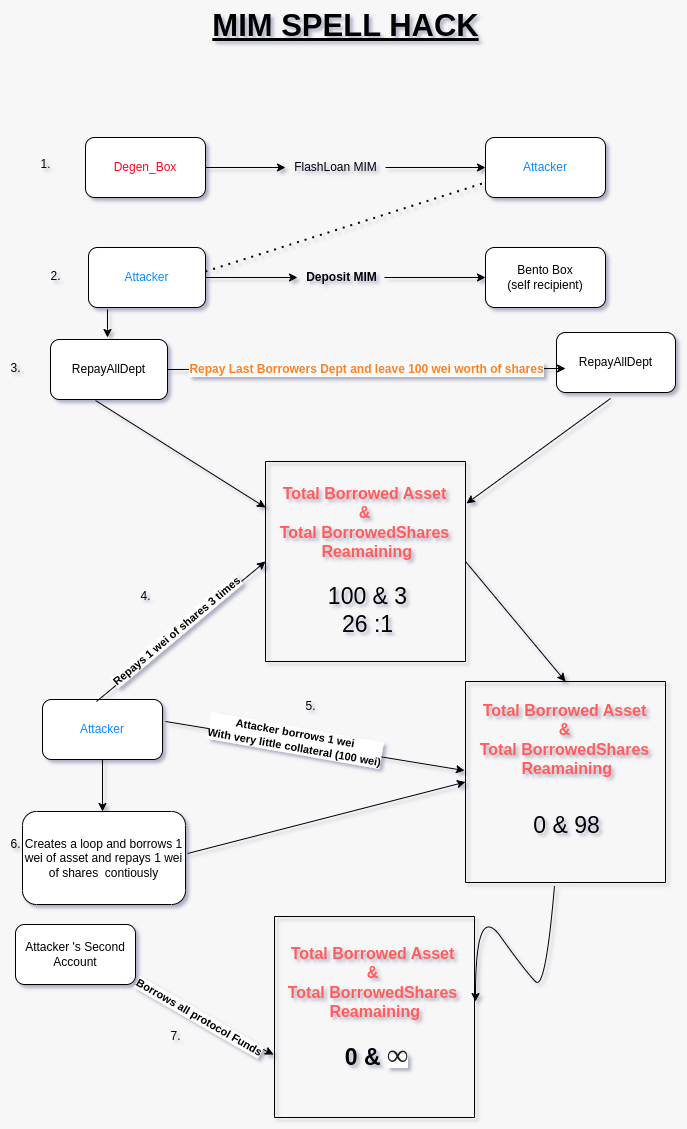 MIM SPELL HACK
1.
Degen_Box
FlashLoan MIM
Attacker
2.
Attacker
Deposit MIM
Bento Box
(self recipient)
3.
RepayAllDept
Repay Last Borrowers Dept and leave 100 wei worth of shares
RepayAllDept
Total Borrowed Asset
&
Total BorrowedShares
Reamaining
100 & 3
26 :1
4.
Repays 1 wei of shares 3 times
Attacker
5.
Attacker borrows 1 wei
With very little collateral (100 wei)
Total Borrowed Asset
&
Total BorrowedShares
Reamaining
0 & 98
6.
Creates a loop and borrows 1
wei of asset and repays 1 wei
of shares contiously
Attacker 's Second
Account
Borrows all protocol Funds
7.
Total Borrowed Asset
&
Total BorrowedShares
Reamaining
0 & ∞